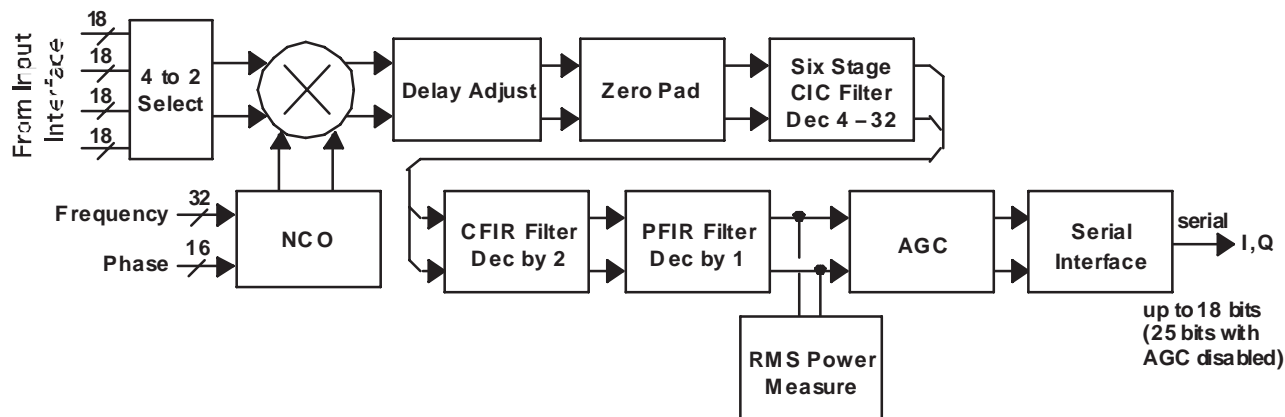 From Input
Interface
18
18
18
18
4 to 2
Select
Delay Adjust
Zero Pad
Six Stage
CIC Filter
Dec 4 – 32
Frequency
32
Phase
16
NCO
CFIR Filter
Dec by 2
PFIR Filter
Dec by 1
AGC
Serial
Interface
serial
I, Q
up to 18 bits
(25 bits with
AGC disabled)
RMS Power
Measure